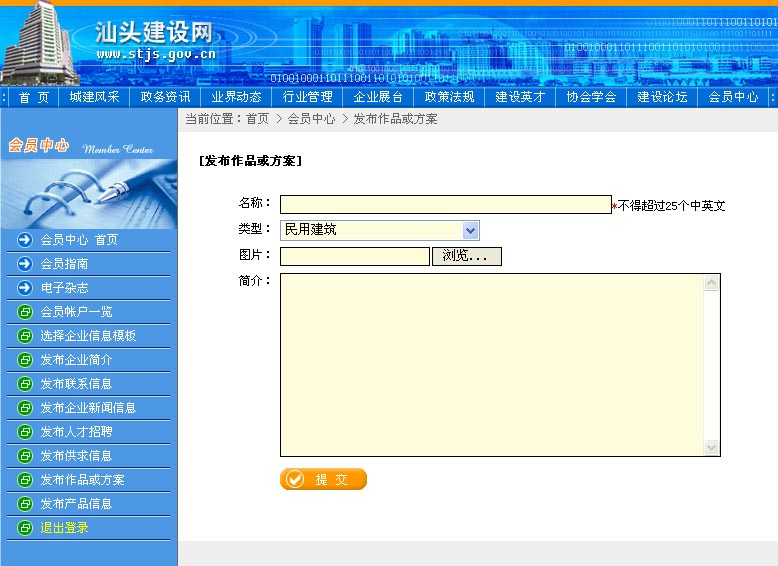 汕头建设网
www.stjs.gov.cn
首 页 城建风采 政务资讯 业界动态 行业管理 企业展台 政策法规 建设英才 协会学会 建设论坛 会员中心
当前位置：首页 > 会员中心 > 发布作品或方案
会员中心 Member Center
[发布作品或方案]
名称：
*不得超过25个中英文
类型：
民用建筑
图片：
浏览...
简介：
提 交
会员中心 首页
会员指南
电子杂志
会员帐户一览
选择企业信息模板
发布企业简介
发布联系信息
发布企业新闻信息
发布人才招聘
发布供求信息
发布作品或方案
发布产品信息
退出登录